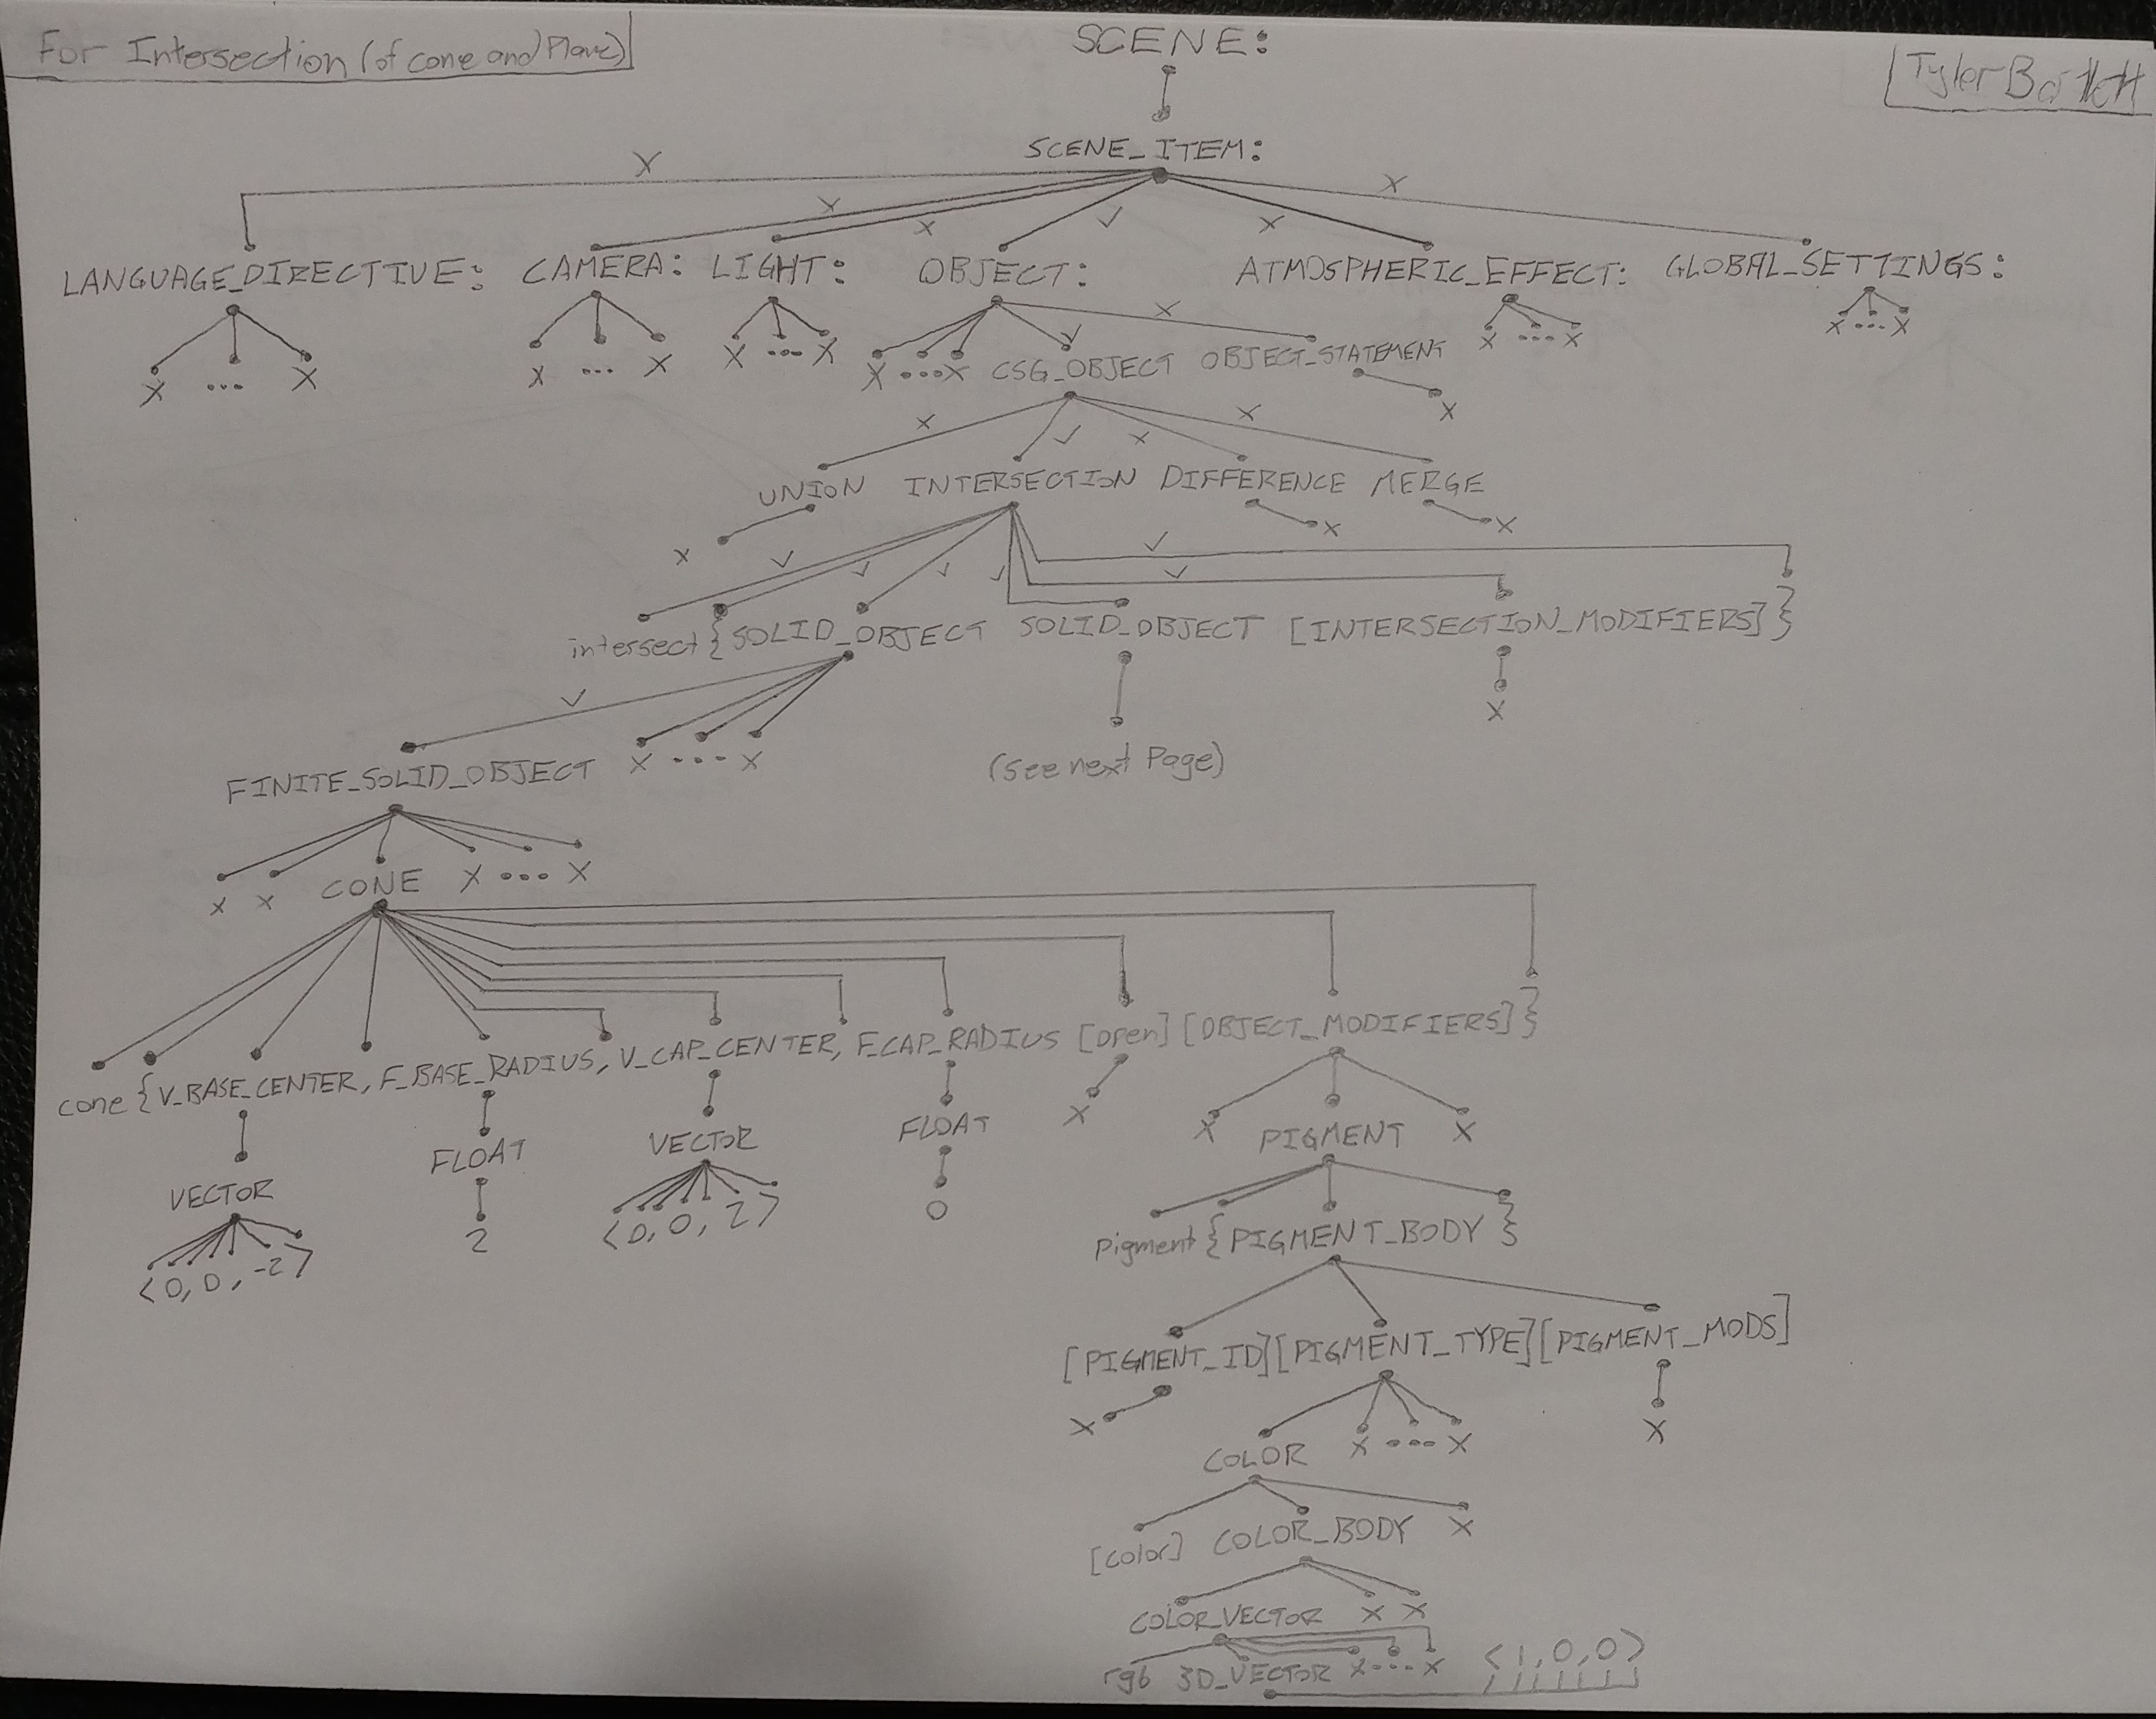 For Intersection (of cone and Plane)
SCENE:
Tyler Bartlett
SCENE_ITEM:
X
X X ✓ X X
LANGUAGE_DIRECTIVE: CAMERA: LIGHT: OBJECT: ATMOSPHERIC_EFFECT: GLOBAL_SETTINGS:
✓ X
X ... X X ... X X ... X X ... X CSG_OBJECT OBJECT_STATEMENT X ... X X ... X
X
X ✓ X X
UNION INTERSECTION DIFFERENCE MERGE
X X X
✓ ✓ ✓ ✓ ✓ ✓
intersect { SOLID_OBJECT SOLID_OBJECT [INTERSECTION_MODIFIERS] }
✓ X
FINITE_SOLID_OBJECT X ... X (see next Page)
X X CONE X ... X
cone { V_BASE_CENTER, F_BASE_RADIUS, V_CAP_CENTER, F_CAP_RADIUS [open] [OBJECT_MODIFIERS] }
VECTOR FLOAT VECTOR FLOAT X X PIGMENT X
<0, 0, -2> 2 <0, 0, 2> 0
Pigment { PIGMENT_BODY }
[PIGMENT_ID] [PIGMENT_TYPE] [PIGMENT_MODS]
X COLOR X ... X X
[color] COLOR_BODY X
COLOR_VECTOR X X
rgb 3D_VECTOR X ... X <1, 0, 0>